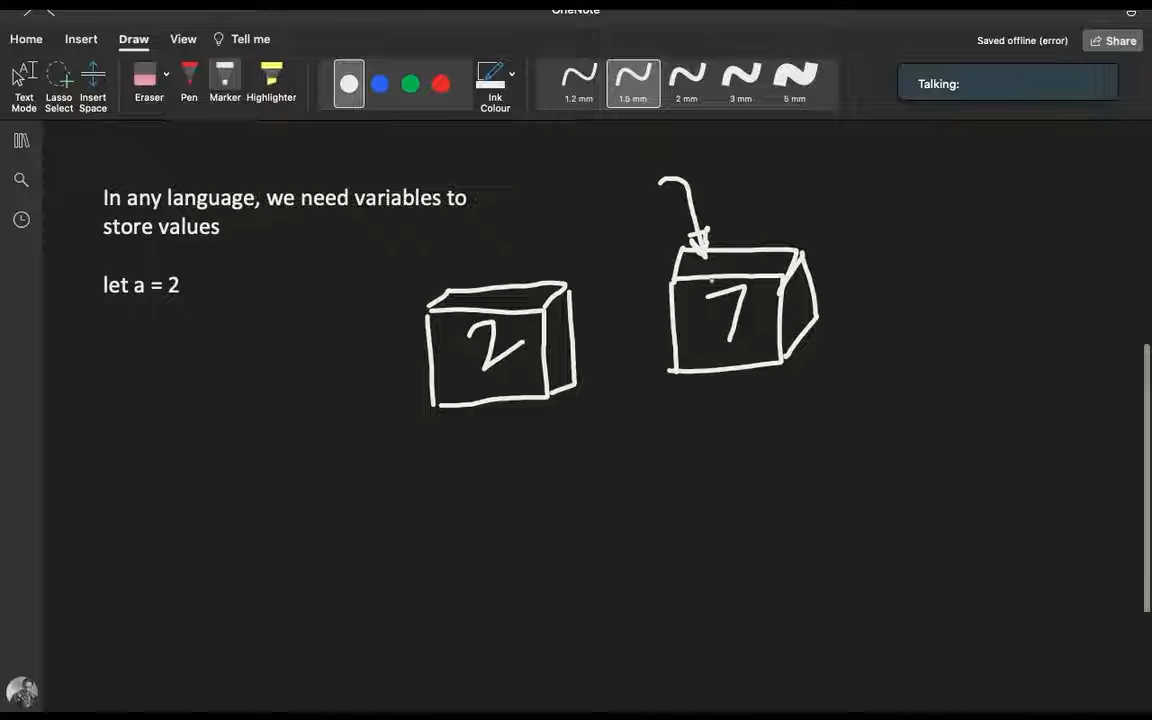 OneNote
Home Insert Draw View Tell me
Saved offline (error) Share
Text Mode
Lasso Select
Insert Space
Eraser
Pen
Marker
Highlighter
Ink Colour
1.2 mm
1.5 mm
2 mm
3 mm
5 mm
Talking:
In any language, we need variables to
store values
let a = 2
2
7